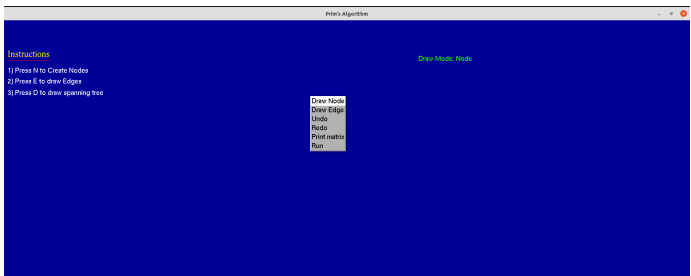 Prim's Algorithm
Instructions
Draw Mode: Node
1) Press N to Create Nodes
2) Press E to draw Edges
3) Press D to draw spanning tree
Draw Node
Draw Edge
Undo
Redo
Print matrix
Run